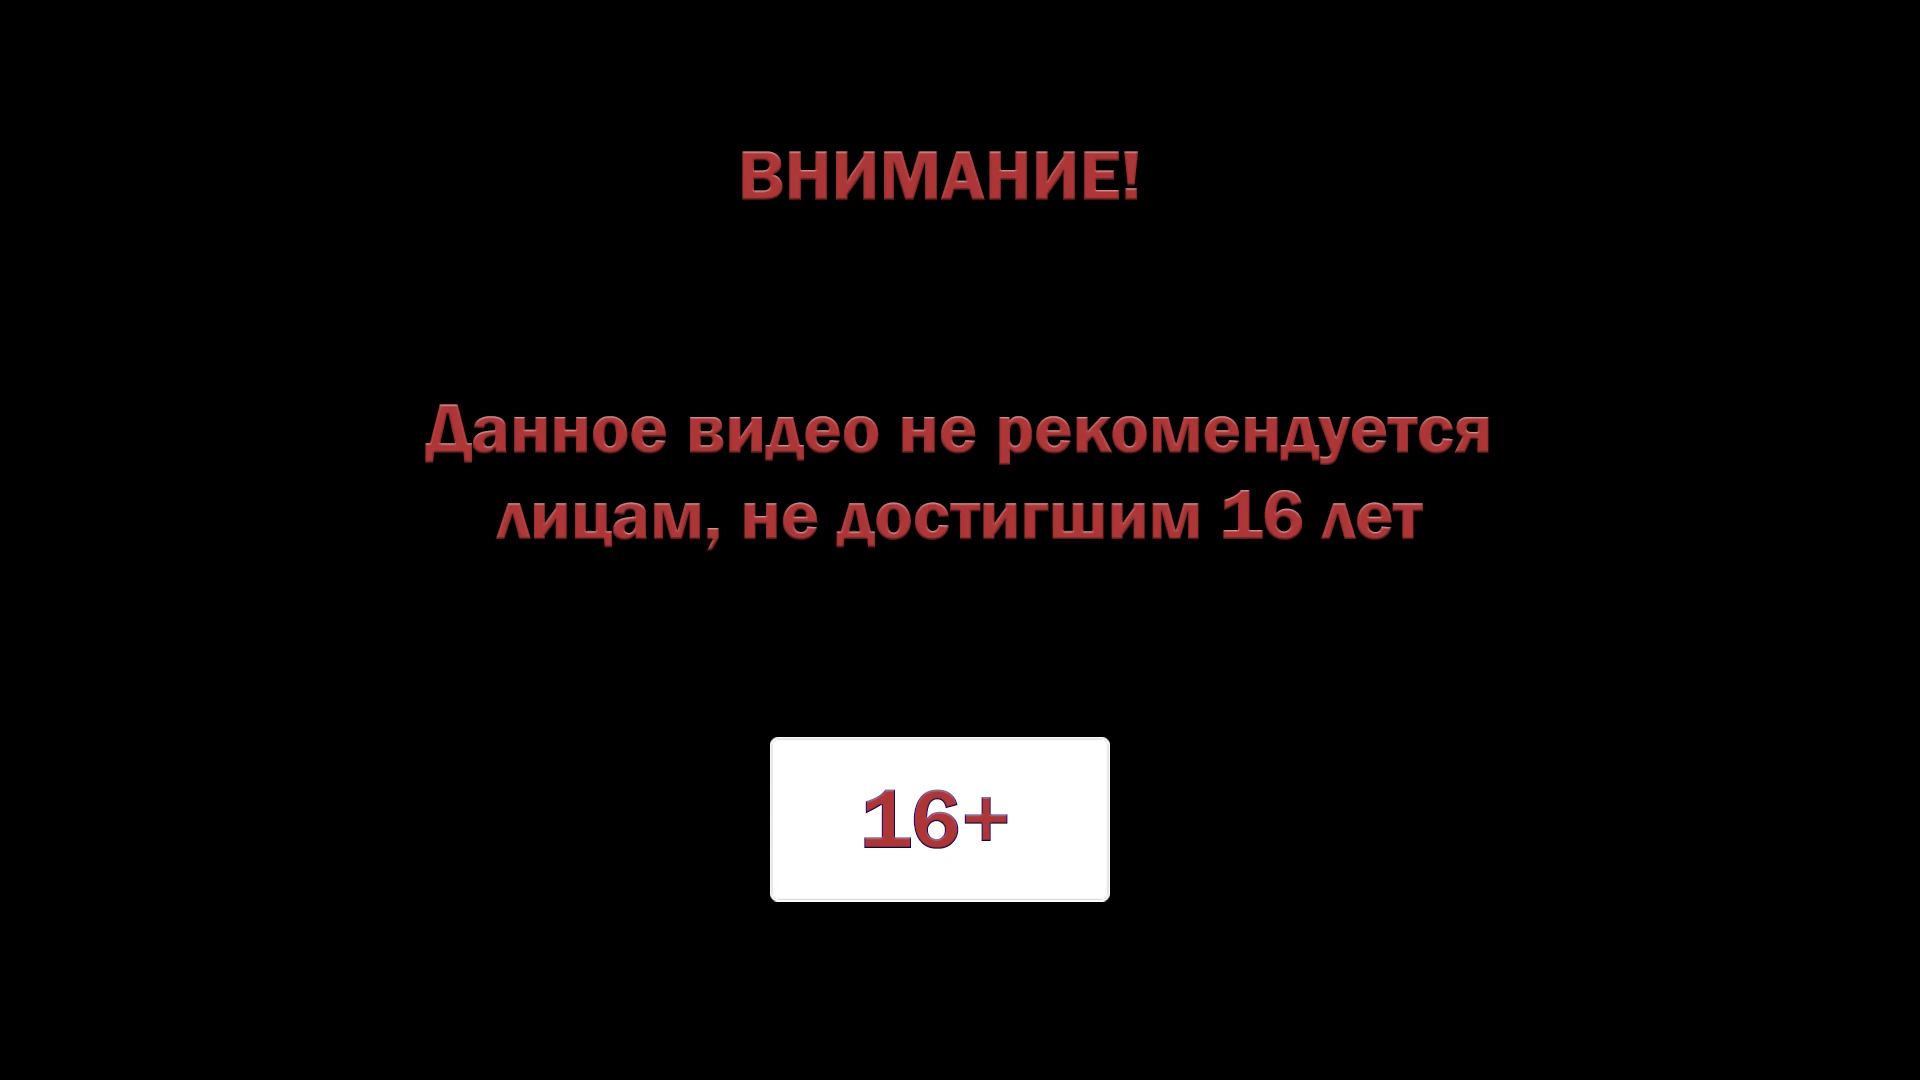 ВНИМАНИЕ!
Данное видео не рекомендуется
лицам, не достигшим 16 лет
16+